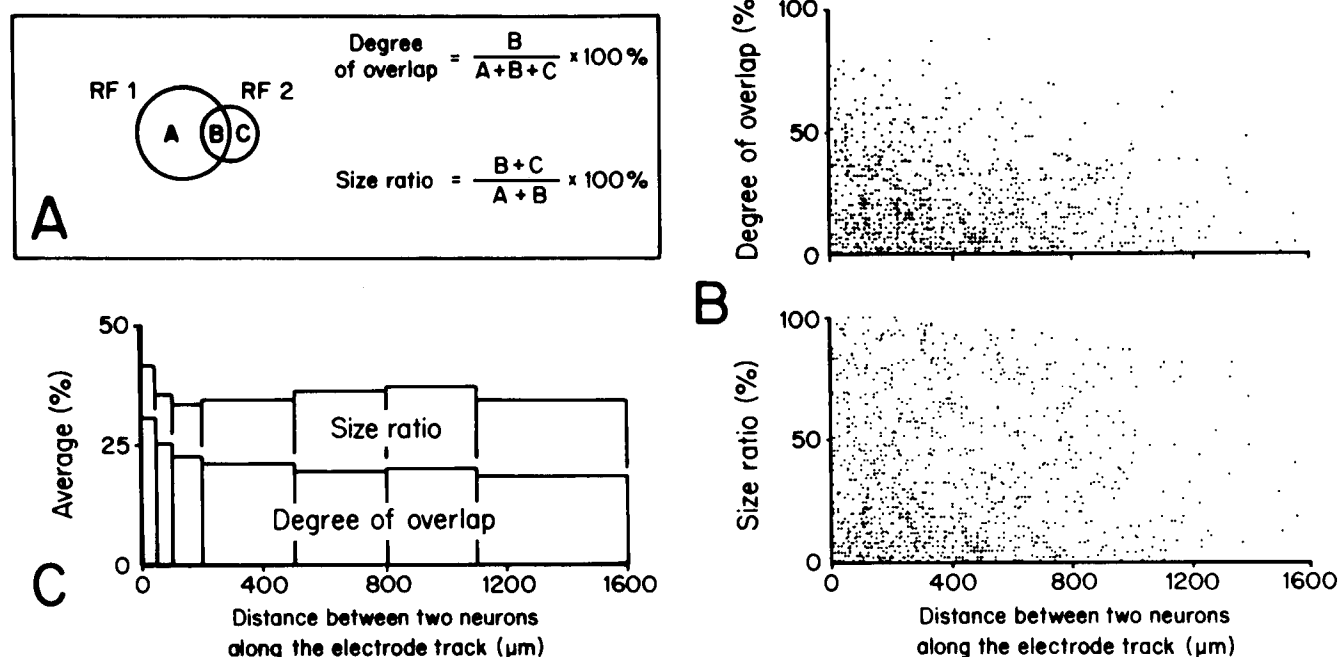 Degree of overlap = B / A+B+C × 100%
RF 1
RF 2
A B C
Size ratio = B+C / A+B × 100%
A
100
50
0
Degree of overlap (%
B
100
50
0
Size ratio (%)
0 400 800 1200 1600
Distance between two neurons
along the electrode track (µm)
50
25
0
Average (%)
Size ratio
Degree of overlap
C
0 400 800 1200 1600
Distance between two neurons
along the electrode track (µm)